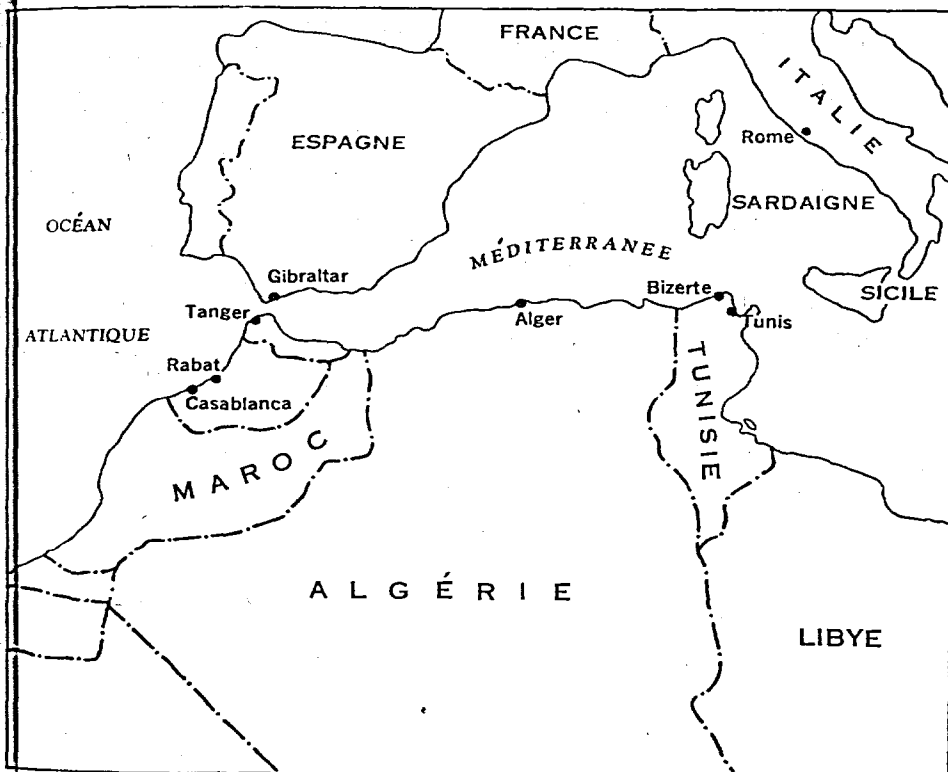 FRANCE
ITALIE
Rome
ESPAGNE
SARDAIGNE
OCÉAN
MÉDITERRANEE
Gibraltar
Bizerte
SICILE
Tanger
Alger
Tunis
ATLANTIQUE
Rabat
TUNISIE
Casablanca
MAROC
ALGÉRIE
LIBYE